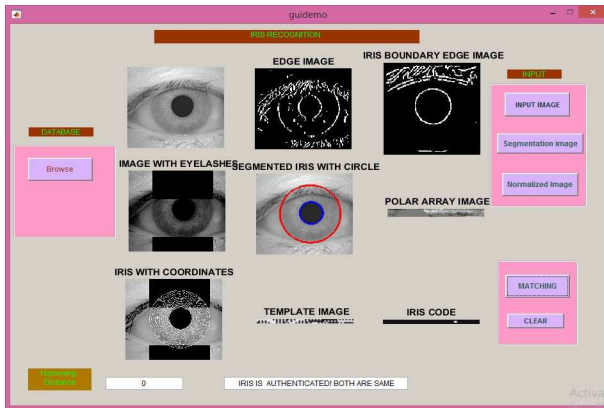 guidemo
IRIS RECOGNITION
EDGE IMAGE
IRIS BOUNDARY EDGE IMAGE
INPUT
INPUT IMAGE
DATABASE
Segmentation image
Browse
IMAGE WITH EYELASHES
SEGMENTED IRIS WITH CIRCLE
Normalized Image
POLAR ARRAY IMAGE
IRIS WITH COORDINATES
MATCHING
TEMPLATE IMAGE
IRIS CODE
CLEAR
Hamming
Distance
0
IRIS IS AUTHENTICATED! BOTH ARE SAME
Activa